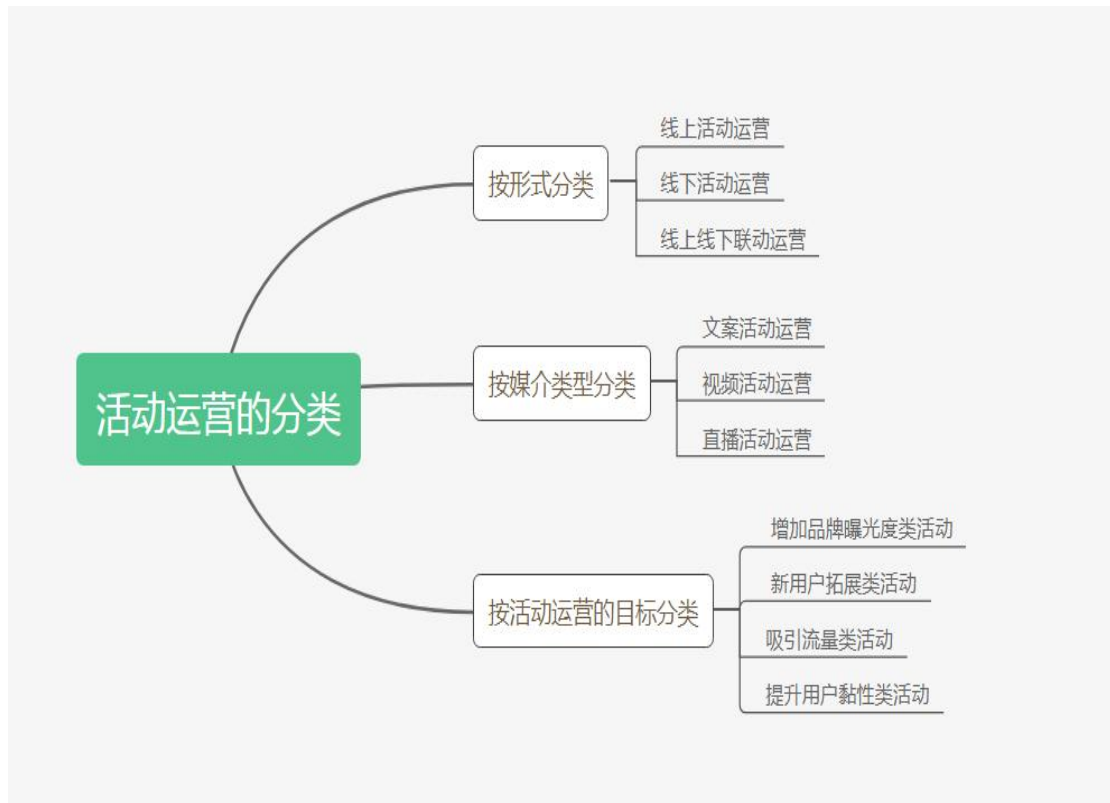 活动运营的分类
按形式分类
线上活动运营
线下活动运营
线上线下联动运营
按媒介类型分类
文案活动运营
视频活动运营
直播活动运营
按活动运营的目标分类
增加品牌曝光度类活动
新用户拓展类活动
吸引流量类活动
提升用户黏性类活动